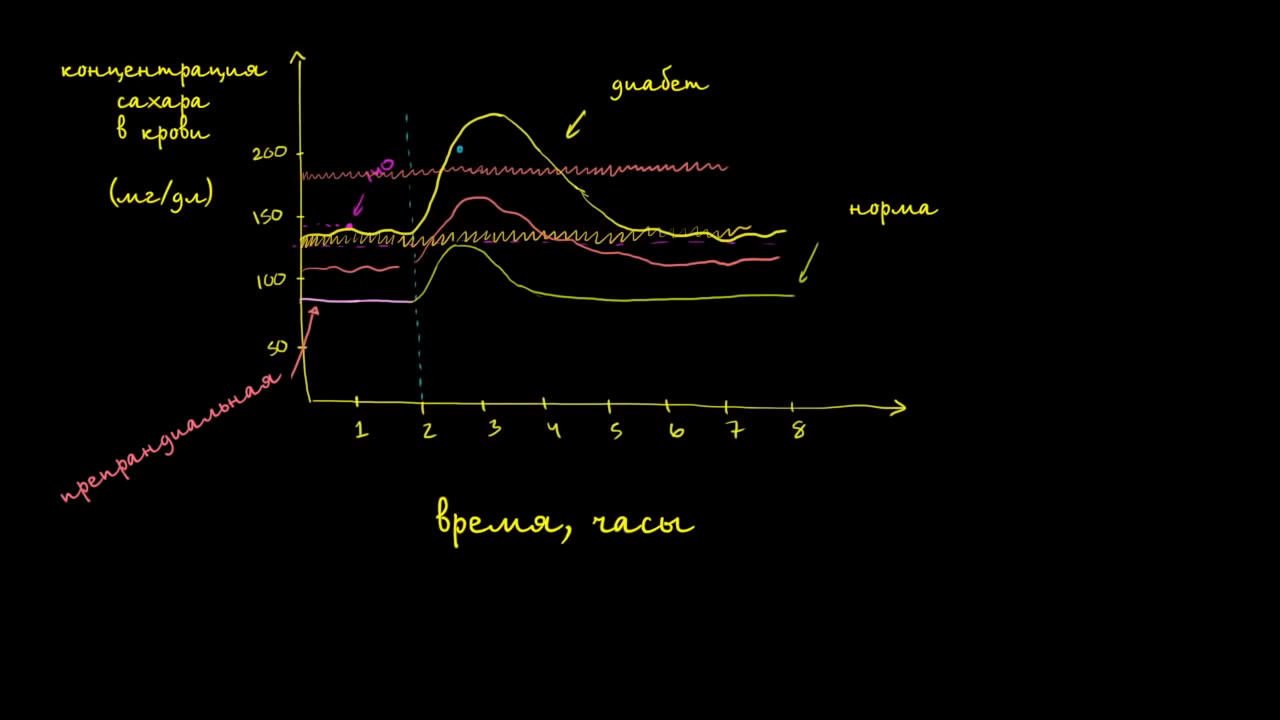 концентрация
сахара
в крови
(мг/дл)
диабет
норма
200
140
150
100
50
препрандиальная
1 2 3 4 5 6 7 8
время, часы